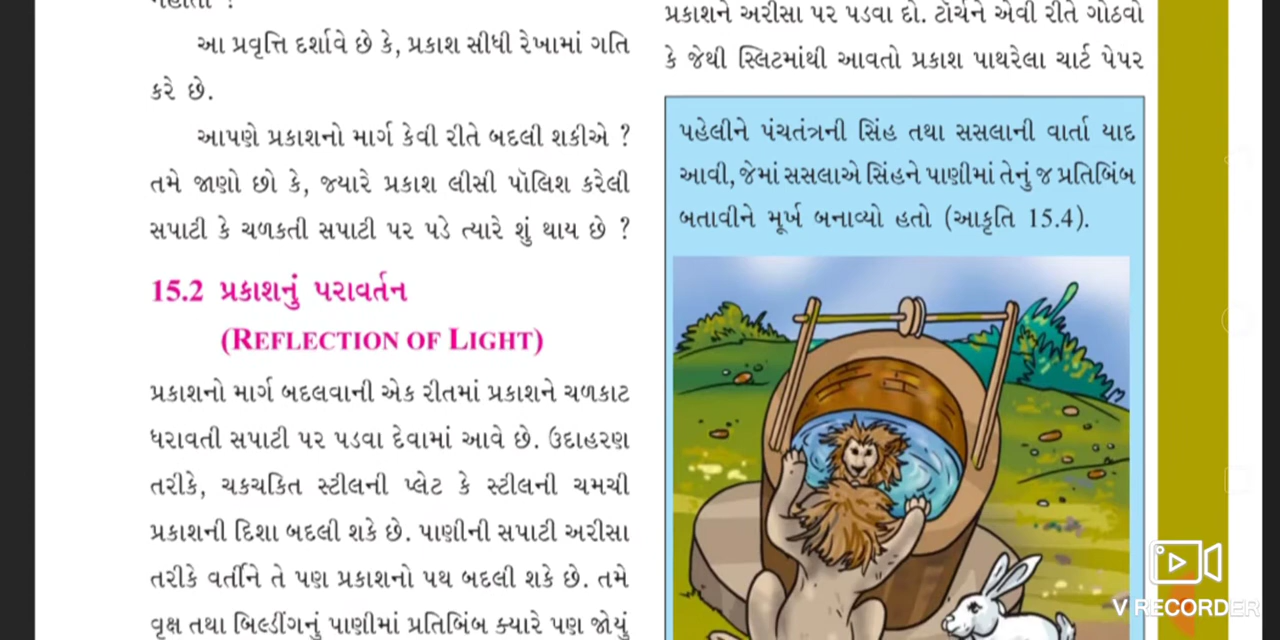 આ પ્રવૃત્તિ દર્શાવે છે કે, પ્રકાશ સીધી રેખામાં ગતિ
કરે છે.
આપણે પ્રકાશનો માર્ગ કેવી રીતે બદલી શકીએ ?
તમે જાણો છો કે, જ્યારે પ્રકાશ લીસી પૉલિશ કરેલી
સપાટી કે ચળકતી સપાટી પર પડે ત્યારે શું થાય છે ?
15.2 પ્રકાશનું પરાવર્તન
(REFLECTION OF LIGHT)
પ્રકાશનો માર્ગ બદલવાની એક રીતમાં પ્રકાશને ચળકાટ
ધરાવતી સપાટી પર પડવા દેવામાં આવે છે. ઉદાહરણ
તરીકે, ચકચકિત સ્ટીલની પ્લેટ કે સ્ટીલની ચમચી
પ્રકાશની દિશા બદલી શકે છે. પાણીની સપાટી અરીસા
તરીકે વર્તીને તે પણ પ્રકાશનો પથ બદલી શકે છે. તમે
વૃક્ષ તથા બિલ્ડીંગનું પાણીમાં પ્રતિબિંબ ક્યારે પણ જોયું
પ્રકાશને અરીસા પર પડવા દો. ટૉર્ચને એવી રીતે ગોઠવો
કે જેથી સ્લિટમાંથી આવતો પ્રકાશ પાથરેલા ચાર્ટ પેપર
પહેલીને પંચતંત્રની સિંહ તથા સસલાની વાર્તા યાદ
આવી, જેમાં સસલાએ સિંહને પાણીમાં તેનું જ પ્રતિબિંબ
બતાવીને મૂર્ખ બનાવ્યો હતો (આકૃતિ 15.4).
V RECORDER